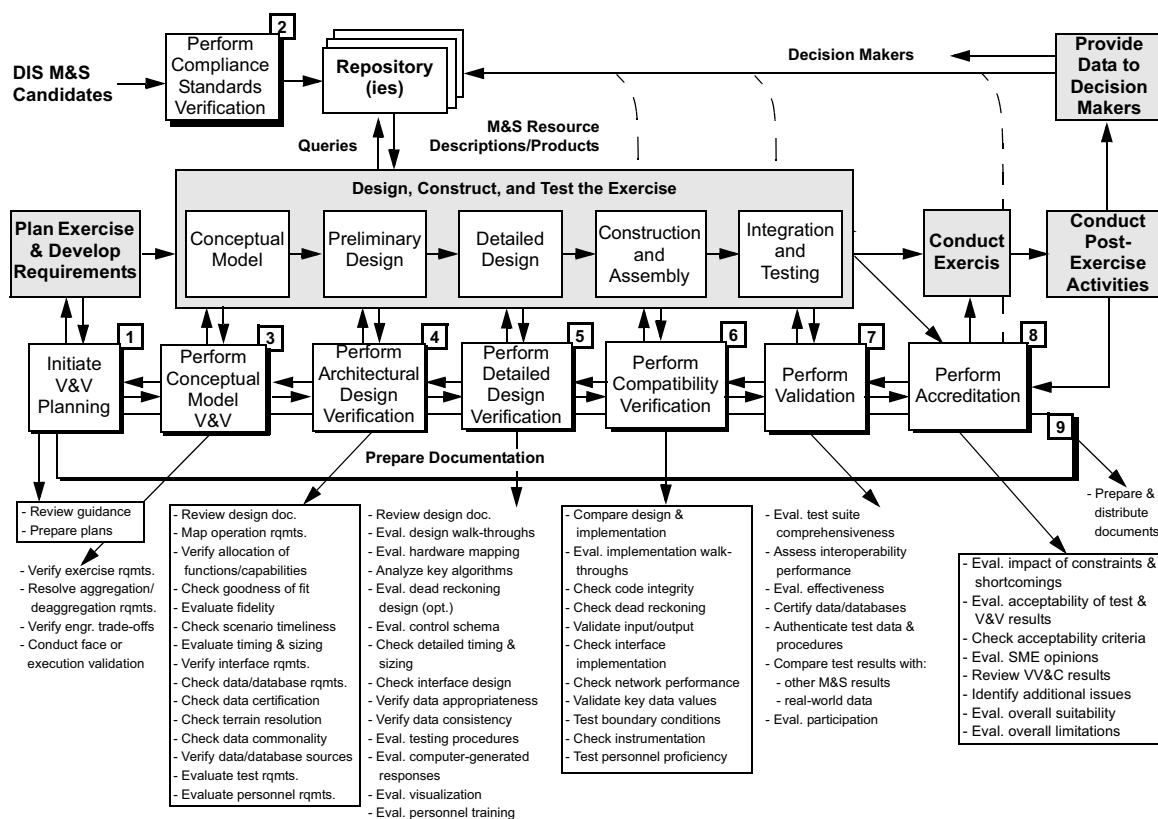 2
Perform
Compliance
Standards
Verification
DIS M&S
Candidates
Repository
(ies)
Decision Makers
Provide
Data to
Decision
Makers
Queries
M&S Resource
Descriptions/Products
Design, Construct, and Test the Exercise
Plan Exercise
& Develop
Requirements
Conceptual
Model
Preliminary
Design
Detailed
Design
Construction
and
Assembly
Integration
and
Testing
Conduct
Exercis
Conduct
Post-
Exercise
Activities
1
Initiate
V&V
Planning
3
Perform
Conceptual
Model
V&V
4
Perform
Architectural
Design
Verification
5
Perform
Detailed
Design
Verification
6
Perform
Compatibility
Verification
7
Perform
Validation
8
Perform
Accreditation
9
Prepare Documentation
- Review guidance
- Prepare plans
- Verify exercise rqmts.
- Resolve aggregation/
deaggregation rqmts.
- Verify engr. trade-offs
- Conduct face or
execution validation
- Review design doc.
- Map operation rqmts.
- Verify allocation of
functions/capabilities
- Check goodness of fit
- Evaluate fidelity
- Check scenario timeliness
- Evaluate timing & sizing
- Verify interface rqmts.
- Check data/database rqmts.
- Check data certification
- Check terrain resolution
- Check data commonality
- Verify data/database sources
- Evaluate test rqmts.
- Evaluate personnel rqmts.
- Review design doc.
- Eval. design walk-throughs
- Eval. hardware mapping
- Analyze key algorithms
- Eval. dead reckoning
design (opt.)
- Eval. control schema
- Check detailed timing &
sizing
- Check interface design
- Verify data appropriateness
- Verify data consistency
- Eval. testing procedures
- Eval. computer-generated
responses
- Eval. visualization
- Eval. personnel training
- Compare design &
implementation
- Eval. implementation walk-
throughs
- Check code integrity
- Check dead reckoning
- Validate input/output
- Check interface
implementation
- Check network performance
- Validate key data values
- Test boundary conditions
- Check instrumentation
- Test personnel proficiency
- Eval. test suite
comprehensiveness
- Assess interoperability
performance
- Eval. effectiveness
- Certify data/databases
- Authenticate test data &
procedures
- Compare test results with:
- other M&S results
- real-world data
- Eval. participation
- Prepare &
distribute
documents
- Eval. impact of constraints &
shortcomings
- Eval. acceptability of test &
V&V results
- Check acceptability criteria
- Eval. SME opinions
- Review VV&C results
- Identify additional issues
- Eval. overall suitability
- Eval. overall limitations